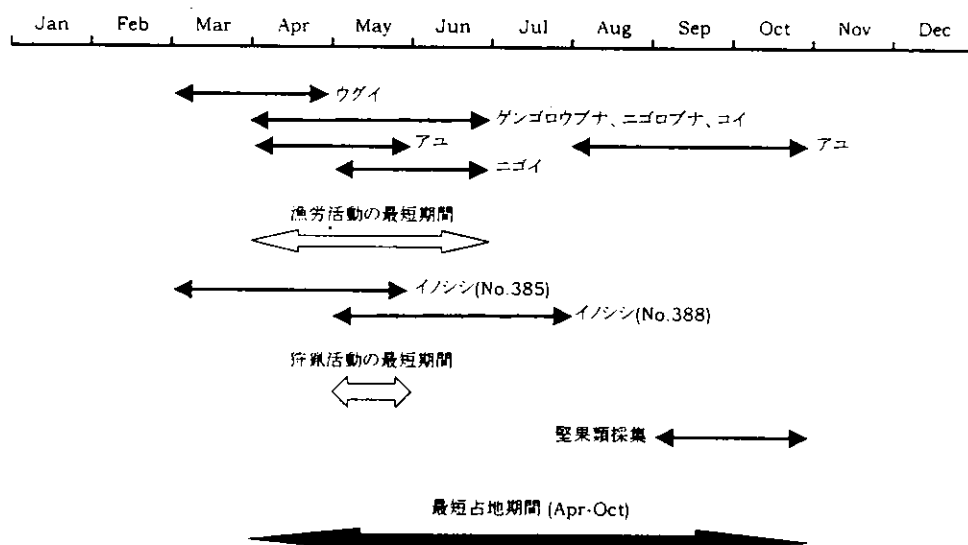 Jan Feb Mar Apr May Jun Jul Aug Sep Oct Nov Dec
ウグイ
ゲンゴロウブナ、ニゴロブナ、コイ
アユ アユ
ニゴイ
漁労活動の最短期間
イノシシ(No.385)
イノシシ(No.388)
狩猟活動の最短期間
堅果類採集
最短占地期間 (Apr-Oct)